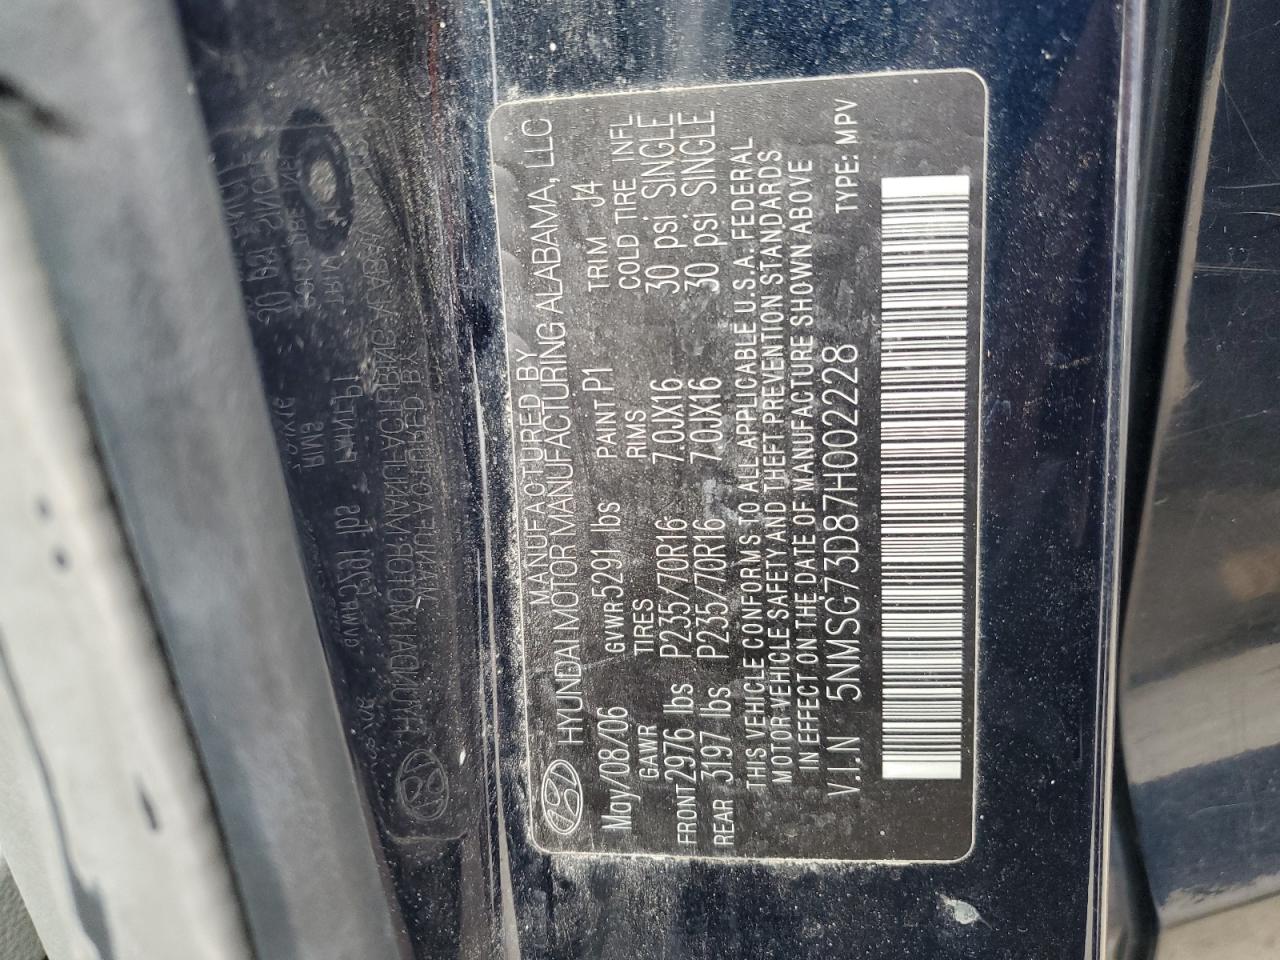 MANUFACTURED BY
HYUNDAI MOTOR MANUFACTURING ALABAMA, LLC
May/08/06 GVWR 5291 lbs PAINT P1 TRIM J4
GAWR TIRES RIMS COLD TIRE INFL
FRONT 2976 lbs P235/70R16 7.0JX16 30 psi SINGLE
REAR 3197 lbs P235/70R16 7.0JX16 30 psi SINGLE
THIS VEHICLE CONFORMS TO ALL APPLICABLE U.S.A. FEDERAL
MOTOR VEHICLE SAFETY AND THEFT PREVENTION STANDARDS
IN EFFECT ON THE DATE OF MANUFACTURE SHOWN ABOVE
V.I.N 5NMSG73D87H002228 TYPE: MPV